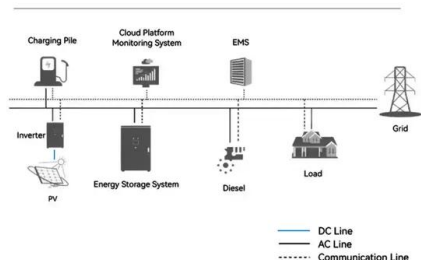 Charging Pile
Cloud Platform
Monitoring System
EMS
Grid
Inverter
PV
Energy Storage System
Diesel
Load
DC Line
AC Line
Communication Line